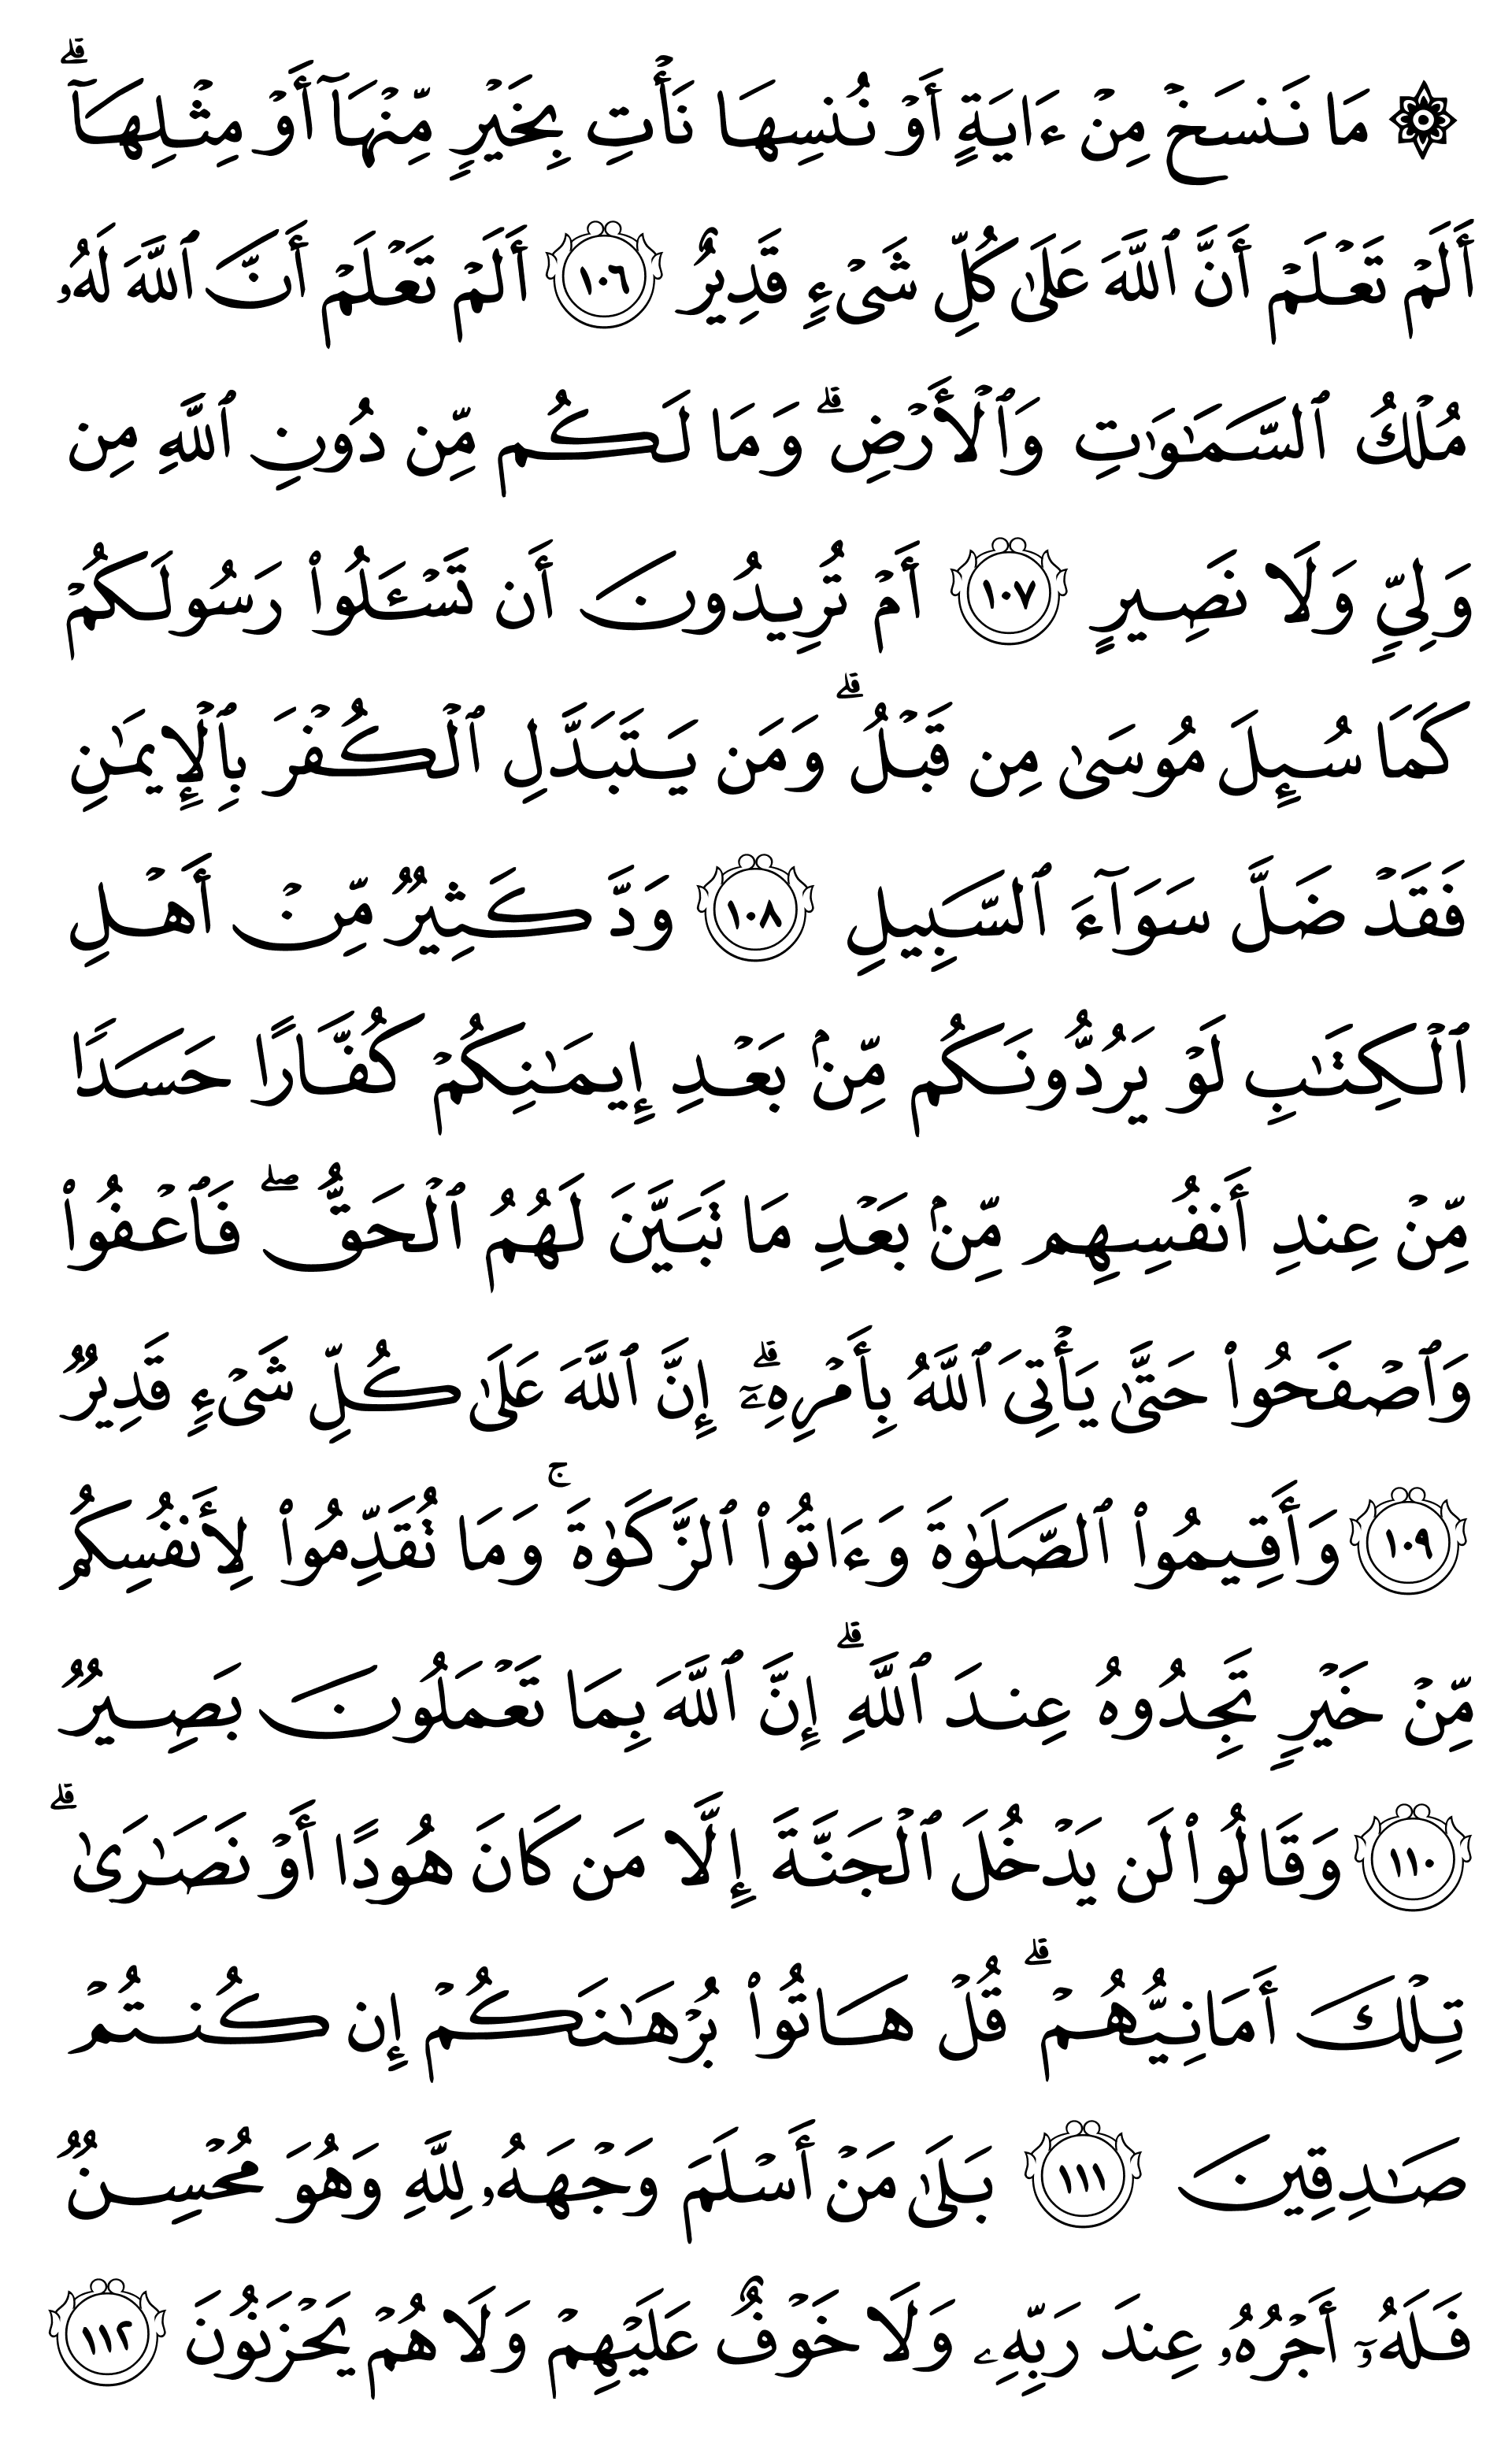 ۞ مَا نَنسَخۡ مِنۡ ءَايَةٍ أَوۡ نُنسِهَا نَأۡتِ بِخَيۡرٖ مِّنۡهَآ أَوۡ مِثۡلِهَآۗ
أَلَمۡ تَعۡلَمۡ أَنَّ ٱللَّهَ عَلَىٰ كُلِّ شَيۡءٖ قَدِيرٌ ١٠٦ أَلَمۡ تَعۡلَمۡ أَنَّ ٱللَّهَ لَهُۥ
مُلۡكُ ٱلسَّمَٰوَٰتِ وَٱلۡأَرۡضِۗ وَمَا لَكُم مِّن دُونِ ٱللَّهِ مِن
وَلِيّٖ وَلَا نَصِيرٍ ١٠٧ أَمۡ تُرِيدُونَ أَن تَسۡـَٔلُواْ رَسُولَكُمۡ
كَمَا سُئِلَ مُوسَىٰ مِن قَبۡلُۗ وَمَن يَتَبَدَّلِ ٱلۡكُفۡرَ بِٱلۡإِيمَٰنِ
فَقَدۡ ضَلَّ سَوَآءَ ٱلسَّبِيلِ ١٠٨ وَدَّ كَثِيرٞ مِّنۡ أَهۡلِ
ٱلۡكِتَٰبِ لَوۡ يَرُدُّونَكُم مِّنۢ بَعۡدِ إِيمَٰنِكُمۡ كُفَّارًا حَسَدٗا
مِّنۡ عِندِ أَنفُسِهِم مِّنۢ بَعۡدِ مَا تَبَيَّنَ لَهُمُ ٱلۡحَقُّۖ فَٱعۡفُواْ
وَٱصۡفَحُواْ حَتَّىٰ يَأۡتِيَ ٱللَّهُ بِأَمۡرِهِۦٓۗ إِنَّ ٱللَّهَ عَلَىٰ كُلِّ شَيۡءٖ قَدِيرٞ
١٠٩ وَأَقِيمُواْ ٱلصَّلَوٰةَ وَءَاتُواْ ٱلزَّكَوٰةَۚ وَمَا تُقَدِّمُواْ لِأَنفُسِكُم
مِّنۡ خَيۡرٖ تَجِدُوهُ عِندَ ٱللَّهِۗ إِنَّ ٱللَّهَ بِمَا تَعۡمَلُونَ بَصِيرٞ
١١٠ وَقَالُواْ لَن يَدۡخُلَ ٱلۡجَنَّةَ إِلَّا مَن كَانَ هُودًا أَوۡ نَصَٰرَىٰۗ
تِلۡكَ أَمَانِيُّهُمۡۗ قُلۡ هَاتُواْ بُرۡهَٰنَكُمۡ إِن كُنتُمۡ
صَٰدِقِينَ ١١١ بَلَىٰ مَنۡ أَسۡلَمَ وَجۡهَهُۥ لِلَّهِ وَهُوَ مُحۡسِنٞ
فَلَهُۥٓ أَجۡرُهُۥ عِندَ رَبِّهِۦ وَلَا خَوۡفٌ عَلَيۡهِمۡ وَلَا هُمۡ يَحۡزَنُونَ ١١٢